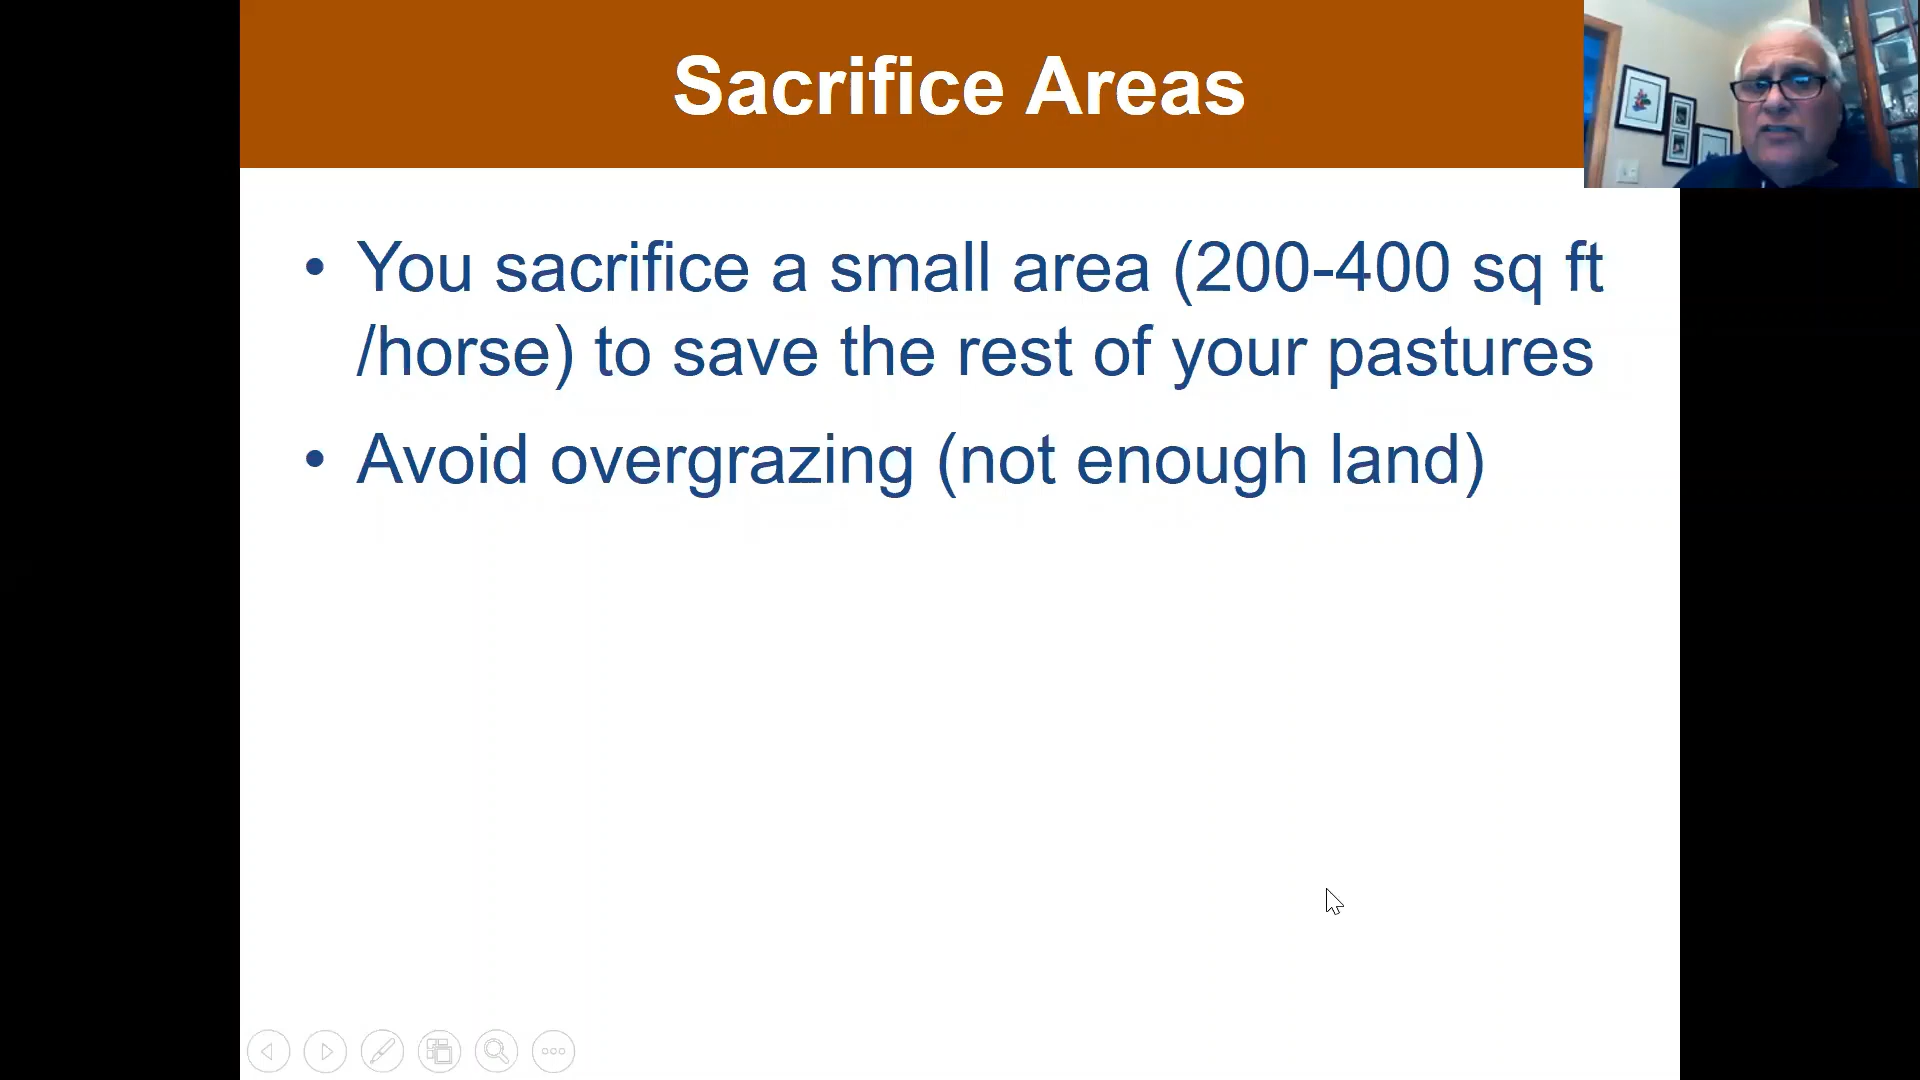 Sacrifice Areas
• You sacrifice a small area (200-400 sq ft
/horse) to save the rest of your pastures
• Avoid overgrazing (not enough land)